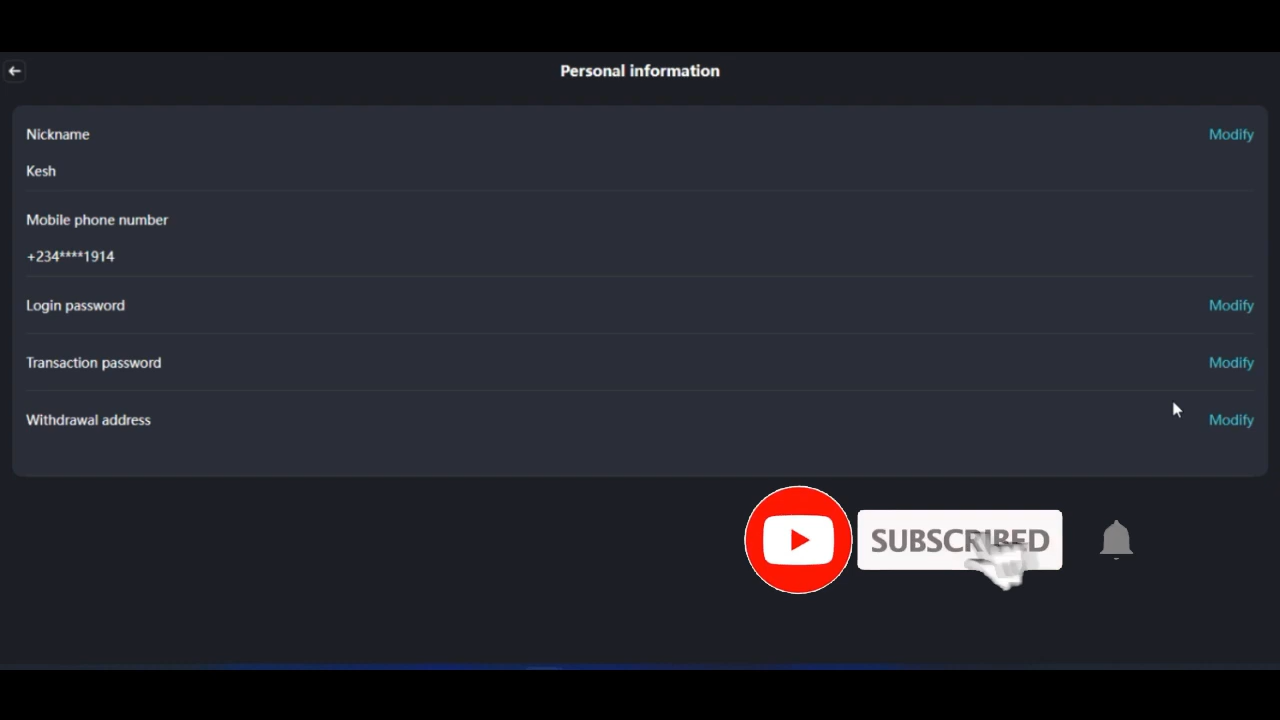 Personal information
Nickname
Modify
Kesh
Mobile phone number
+234****1914
Login password
Modify
Transaction password
Modify
Withdrawal address
Modify
SUBSCRIBED